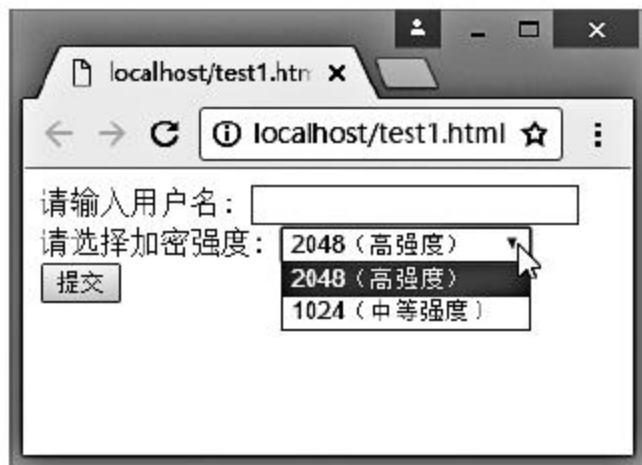 localhost/test1.htm
localhost/test1.html
请输入用户名:
请选择加密强度: 2048（高强度）
2048（高强度）
提交
1024（中等强度）